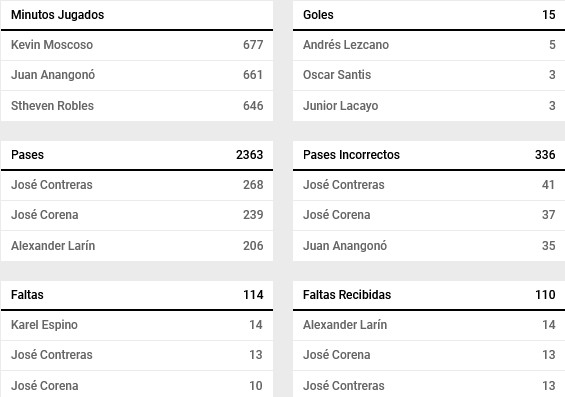 Minutos Jugados
Kevin Moscoso 677
Juan Anangonó 661
Stheven Robles 646
Goles 15
Andrés Lezcano 5
Oscar Santis 3
Junior Lacayo 3
Pases 2363
José Contreras 268
José Corena 239
Alexander Larín 206
Pases Incorrectos 336
José Contreras 41
José Corena 37
Juan Anangonó 35
Faltas 114
Karel Espino 14
José Contreras 13
José Corena 10
Faltas Recibidas 110
Alexander Larín 14
José Corena 13
José Contreras 13